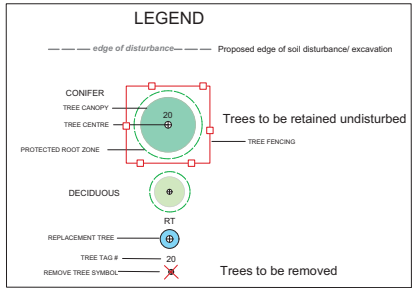 LEGEND
edge of disturbance
Proposed edge of soil disturbance/ excavation
CONIFER
TREE CANOPY
20
TREE CENTRE
Trees to be retained undisturbed
TREE FENCING
PROTECTED ROOT ZONE
DECIDUOUS
RT
REPLACEMENT TREE
TREE TAG #
20
REMOVE TREE SYMBOL
Trees to be removed